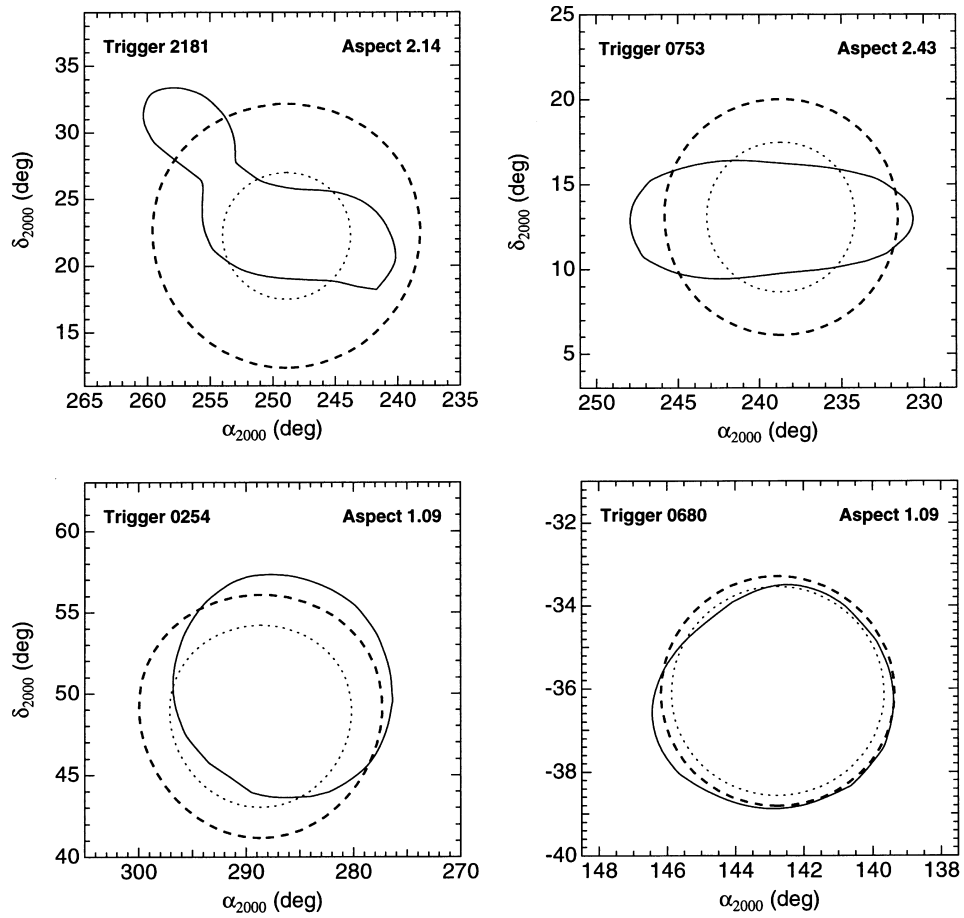 Trigger 2181 Aspect 2.14
35
30
25
20
15
δ2000 (deg)
265 260 255 250 245 240 235
α2000 (deg)
Trigger 0753 Aspect 2.43
25
20
15
10
5
δ2000 (deg)
250 245 240 235 230
α2000 (deg)
Trigger 0254 Aspect 1.09
60
55
50
45
40
δ2000 (deg)
300 290 280 270
α2000 (deg)
Trigger 0680 Aspect 1.09
-32
-34
-36
-38
-40
δ2000 (deg)
148 146 144 142 140 138
α2000 (deg)